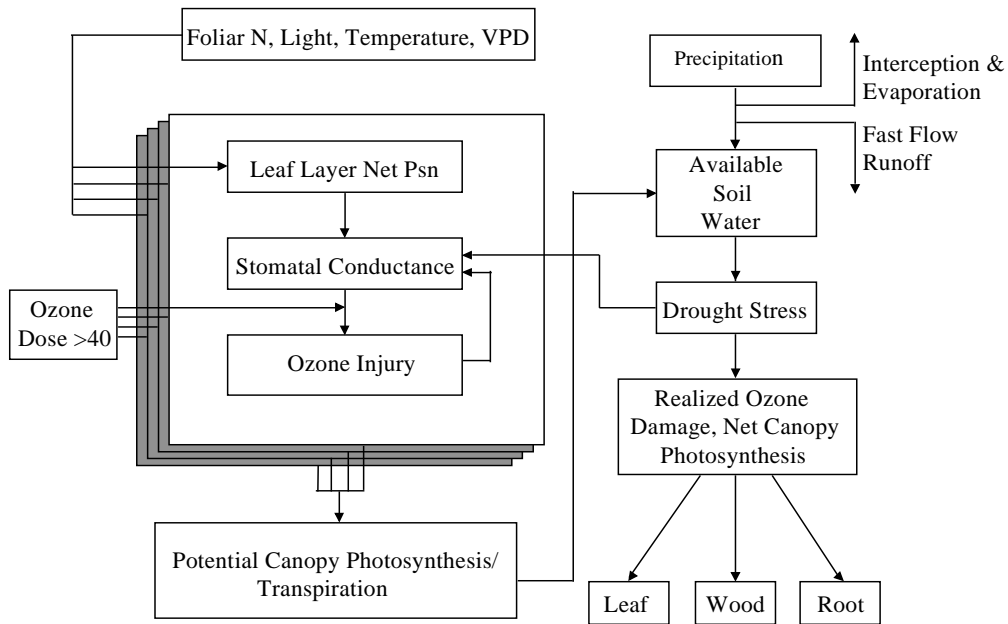 Foliar N, Light, Temperature, VPD
Precipitation
Interception &
Evaporation
Fast Flow
Runoff
Leaf Layer Net Psn
Available
Soil
Water
Stomatal Conductance
Ozone
Dose >40
Drought Stress
Ozone Injury
Realized Ozone
Damage, Net Canopy
Photosynthesis
Potential Canopy Photosynthesis/
Transpiration
Leaf
Wood
Root